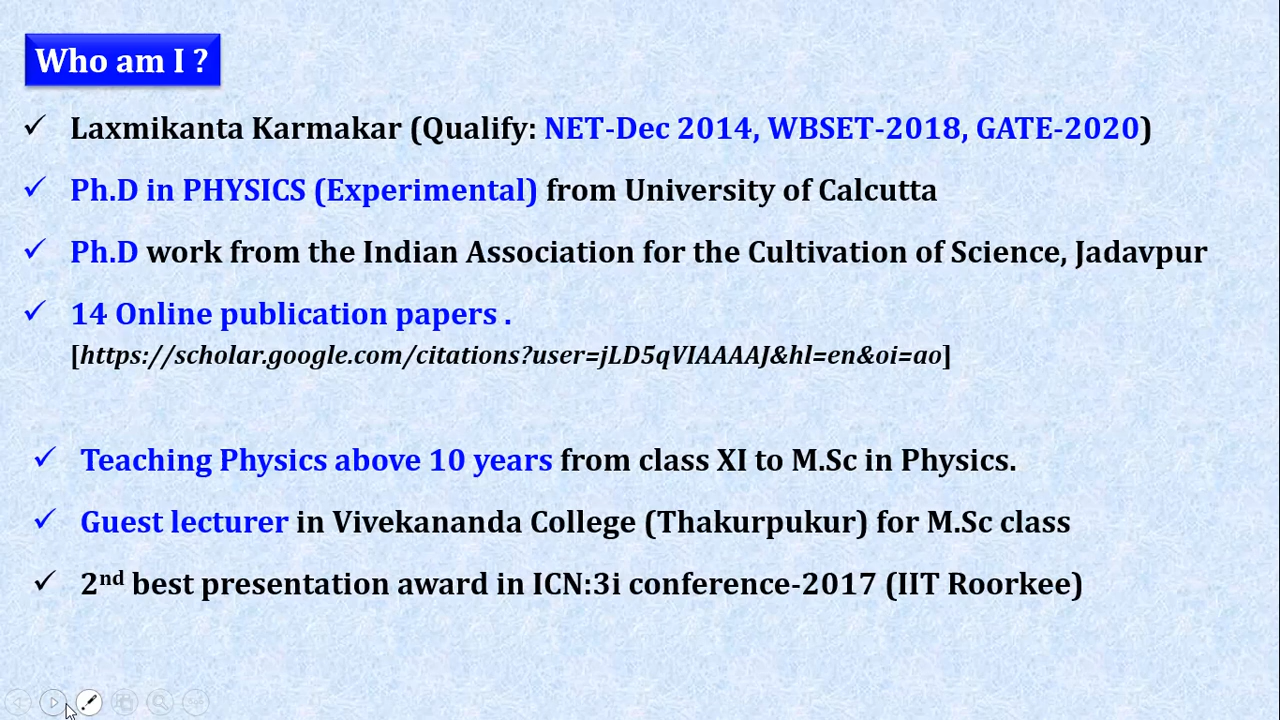 Who am I ?
✓ Laxmikanta Karmakar (Qualify: NET-Dec 2014, WBSET-2018, GATE-2020)
✓ Ph.D in PHYSICS (Experimental) from University of Calcutta
✓ Ph.D work from the Indian Association for the Cultivation of Science, Jadavpur
✓ 14 Online publication papers .
[https://scholar.google.com/citations?user=jLD5qVIAAAAJ&hl=en&oi=ao]
✓ Teaching Physics above 10 years from class XI to M.Sc in Physics.
✓ Guest lecturer in Vivekananda College (Thakurpukur) for M.Sc class
✓ 2nd best presentation award in ICN:3i conference-2017 (IIT Roorkee)